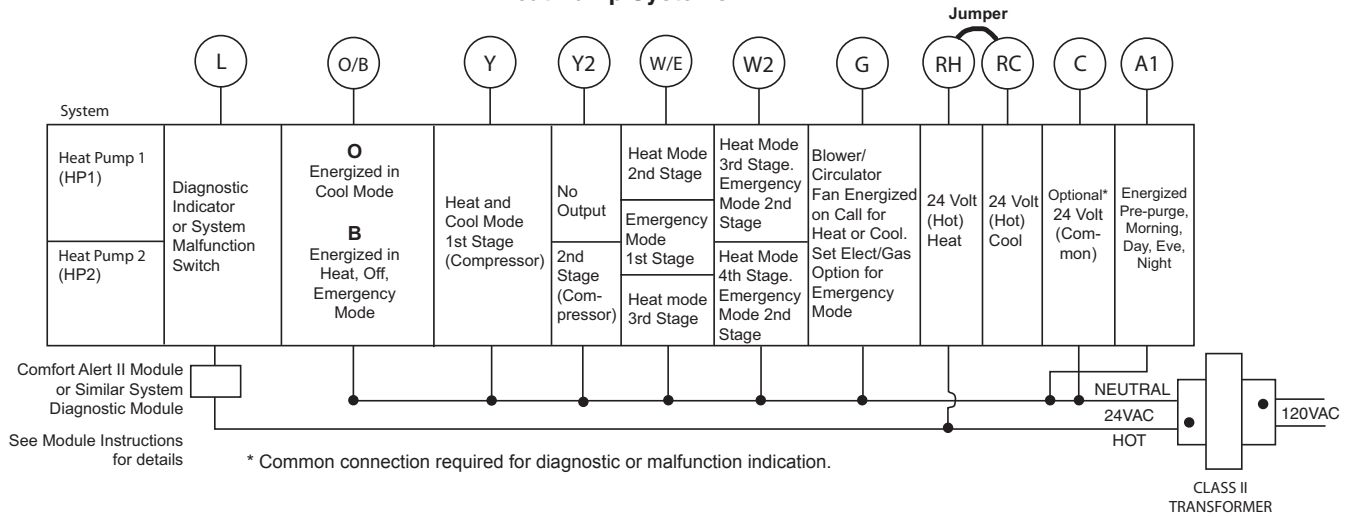 Jumper
L
O/B
Y
Y2
W/E
W2
G
RH
RC
C
A1
System
Heat Pump 1
(HP1)
Heat Pump 2
(HP2)
Diagnostic
Indicator
or System
Malfunction
Switch
O
Energized in
Cool Mode
B
Energized in
Heat, Off,
Emergency
Mode
Heat and
Cool Mode
1st Stage
(Compressor)
No
Output
2nd
Stage
(Com-
pressor)
Heat Mode
2nd Stage
Emergency
Mode
1st Stage
Heat mode
3rd Stage
Heat Mode
3rd Stage.
Emergency
Mode 2nd
Stage
Heat Mode
4th Stage.
Emergency
Mode 2nd
Stage
Blower/
Circulator
Fan Energized
on Call for
Heat or Cool.
Set Elect/Gas
Option for
Emergency
Mode
24 Volt
(Hot)
Heat
24 Volt
(Hot)
Cool
Optional*
24 Volt
(Com-
mon)
Energized
Pre-purge,
Morning,
Day, Eve,
Night
Comfort Alert II Module
or Similar System
Diagnostic Module
See Module Instructions
for details
NEUTRAL
24VAC
HOT
120VAC
* Common connection required for diagnostic or malfunction indication.
CLASS II
TRANSFORMER